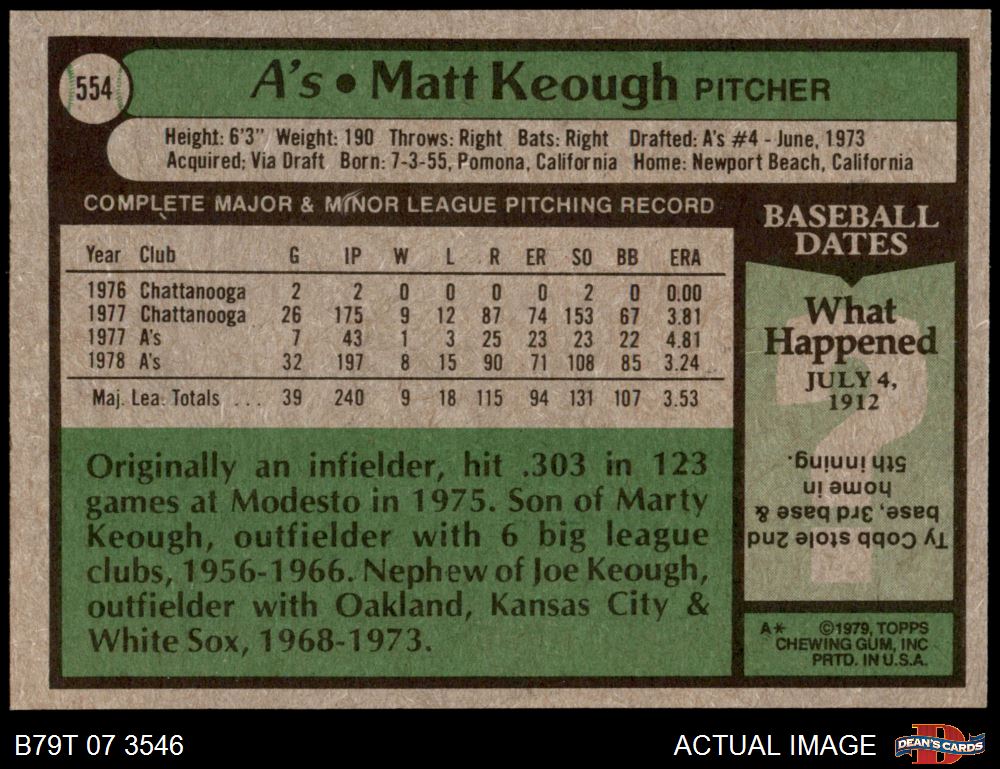 554
A's • Matt Keough PITCHER
Height: 6'3" Weight: 190 Throws: Right Bats: Right Drafted: A's #4 - June, 1973
Acquired: Via Draft Born: 7-3-55, Pomona, California Home: Newport Beach, California
COMPLETE MAJOR & MINOR LEAGUE PITCHING RECORD
Year Club G IP W L R ER SO BB ERA
1976 Chattanooga 2 2 0 0 0 0 2 0 0.00
1977 Chattanooga 26 175 9 12 87 74 153 67 3.81
1977 A's 7 43 1 3 25 23 23 22 4.81
1978 A's 32 197 8 15 90 71 108 85 3.24
Maj. Lea. Totals ... 39 240 9 18 115 94 131 107 3.53
Originally an infielder, hit .303 in 123
games at Modesto in 1975. Son of Marty
Keough, outfielder with 6 big league
clubs, 1956-1966. Nephew of Joe Keough,
outfielder with Oakland, Kansas City &
White Sox, 1968-1973.
BASEBALL
DATES
What
Happened
JULY 4,
1912
?
Ty Cobb stole 2nd
base, 3rd base &
home in
5th inning.
A* ©1979, TOPPS
CHEWING GUM, INC
PRTD. IN U.S.A.
B79T 07 3546
ACTUAL IMAGE
D
DEAN'S CARDS